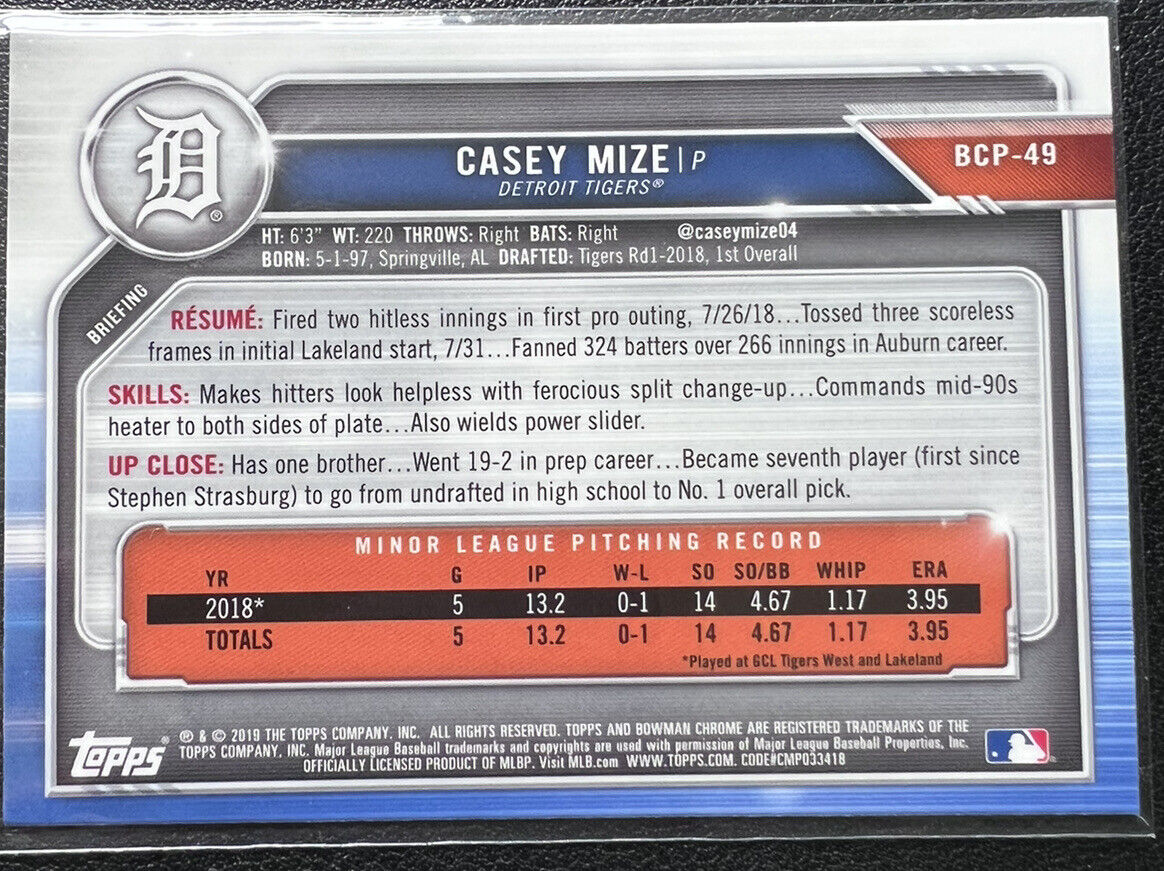 D ®
CASEY MIZE | P
DETROIT TIGERS®
BCP-49
HT: 6'3" WT: 220 THROWS: Right BATS: Right @caseymize04
BORN: 5-1-97, Springville, AL DRAFTED: Tigers Rd1-2018, 1st Overall
BRIEFING
RÉSUMÉ: Fired two hitless innings in first pro outing, 7/26/18...Tossed three scoreless
frames in initial Lakeland start, 7/31...Fanned 324 batters over 266 innings in Auburn career.
SKILLS: Makes hitters look helpless with ferocious split change-up...Commands mid-90s
heater to both sides of plate...Also wields power slider.
UP CLOSE: Has one brother...Went 19-2 in prep career...Became seventh player (first since
Stephen Strasburg) to go from undrafted in high school to No. 1 overall pick.
MINOR LEAGUE PITCHING RECORD
YR G IP W-L SO SO/BB WHIP ERA
2018* 5 13.2 0-1 14 4.67 1.17 3.95
TOTALS 5 13.2 0-1 14 4.67 1.17 3.95
*Played at GCL Tigers West and Lakeland
topps®
® & © 2019 THE TOPPS COMPANY, INC. ALL RIGHTS RESERVED. TOPPS AND BOWMAN CHROME ARE REGISTERED TRADEMARKS OF THE
TOPPS COMPANY, INC. Major League Baseball trademarks and copyrights are used with permission of Major League Baseball Properties, Inc.
OFFICIALLY LICENSED PRODUCT OF MLBP. Visit MLB.com WWW.TOPPS.COM. CODE#CMP033418